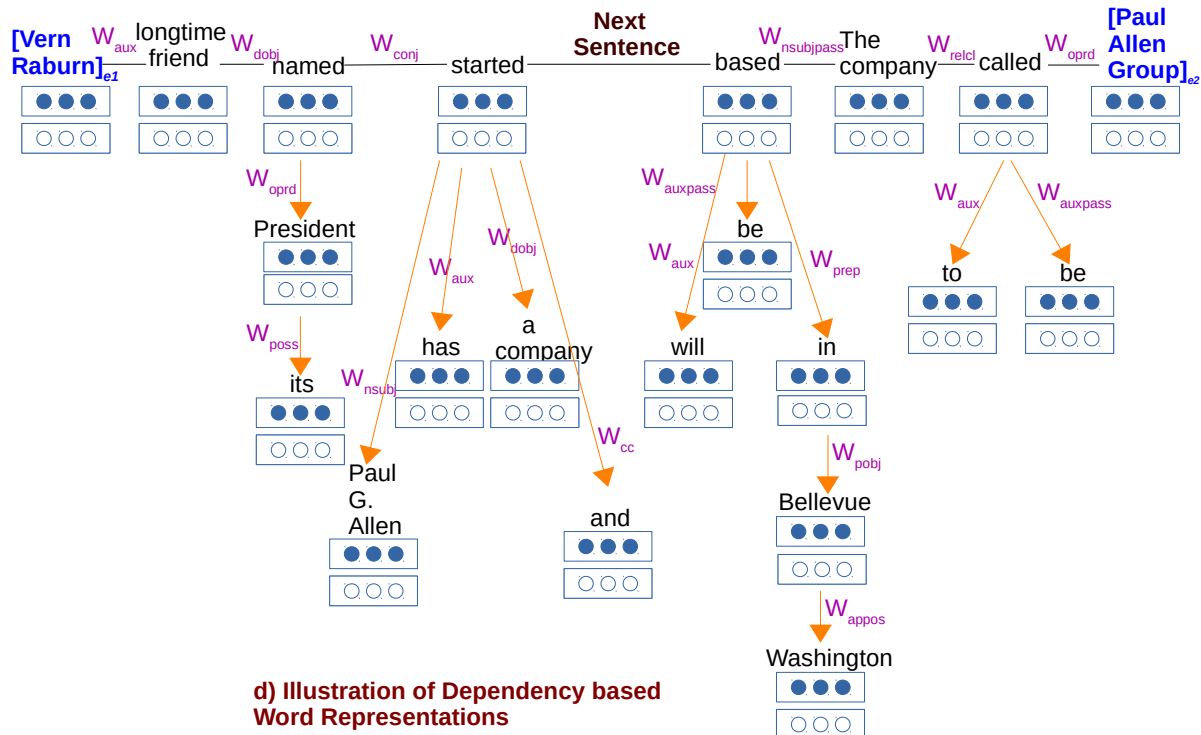 [Vern
Raburn]e1
Waux
longtime
friend
Wdobj
named
Wconj
started
Next
Sentence
based
Wnsubjpass
The
company
Wrelcl
called
Woprd
[Paul
Allen
Group]e2
Woprd
President
Wposs
its
Wnsubj
Paul
G.
Allen
Waux
has
Wdobj
a
company
Wcc
and
Wauxpass
be
Waux
will
Wprep
in
Wpobj
Bellevue
Wappos
Washington
Waux
to
Wauxpass
be
d) Illustration of Dependency based
Word Representations